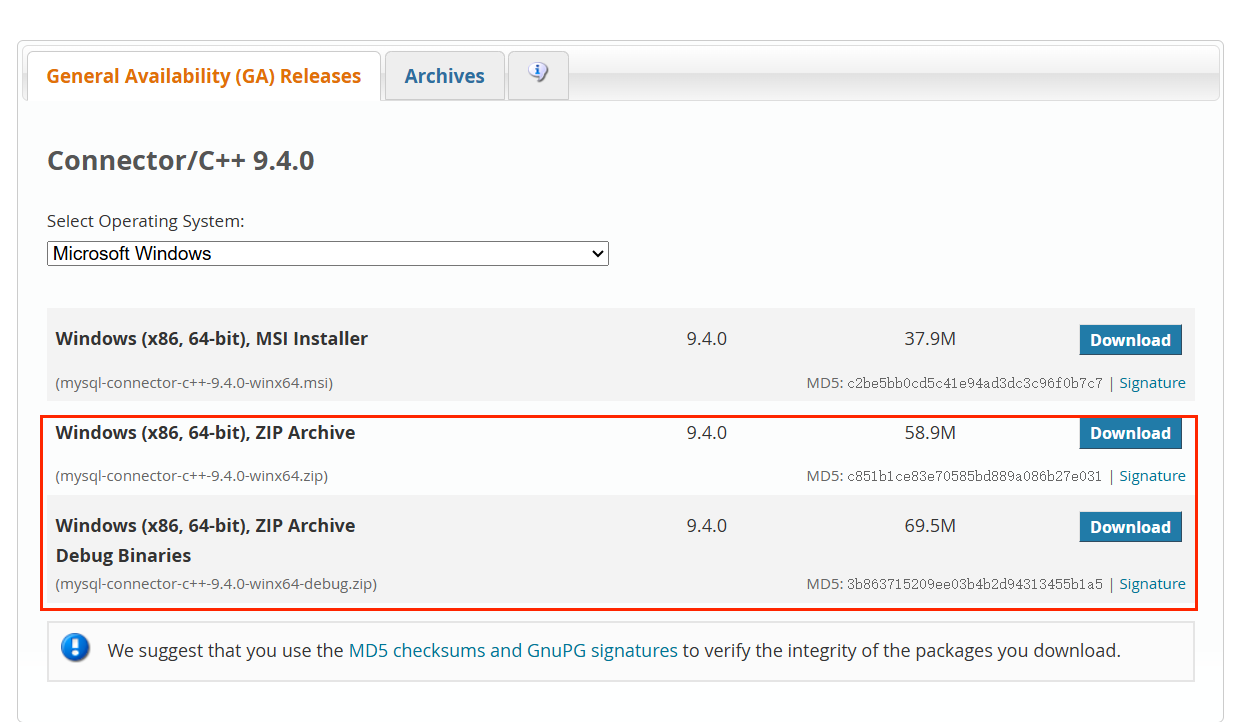 General Availability (GA) Releases
Archives
Connector/C++ 9.4.0
Select Operating System:
Microsoft Windows
Windows (x86, 64-bit), MSI Installer 9.4.0 37.9M Download
(mysql-connector-c++-9.4.0-winx64.msi) MD5: c2be5bb0cd5c41e94ad3dc3c96f0b7c7 | Signature
Windows (x86, 64-bit), ZIP Archive 9.4.0 58.9M Download
(mysql-connector-c++-9.4.0-winx64.zip) MD5: c851b1ce83e70585bd889a086b27e031 | Signature
Windows (x86, 64-bit), ZIP Archive 9.4.0 69.5M Download
Debug Binaries
(mysql-connector-c++-9.4.0-winx64-debug.zip) MD5: 3b863715209ee03b4b2d94313455b1a5 | Signature
We suggest that you use the MD5 checksums and GnuPG signatures to verify the integrity of the packages you download.